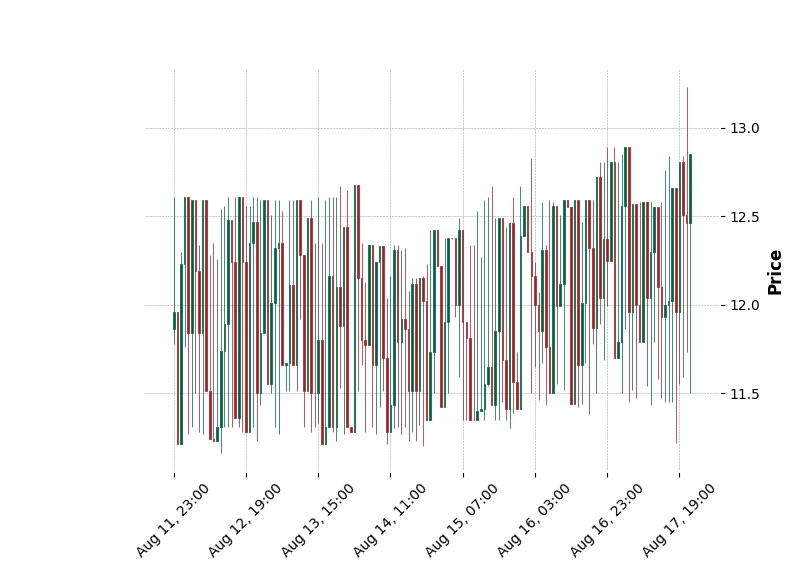 13.0
12.5
12.0
11.5
Price
Aug 11, 23:00
Aug 12, 19:00
Aug 13, 15:00
Aug 14, 11:00
Aug 15, 07:00
Aug 16, 03:00
Aug 16, 23:00
Aug 17, 19:00